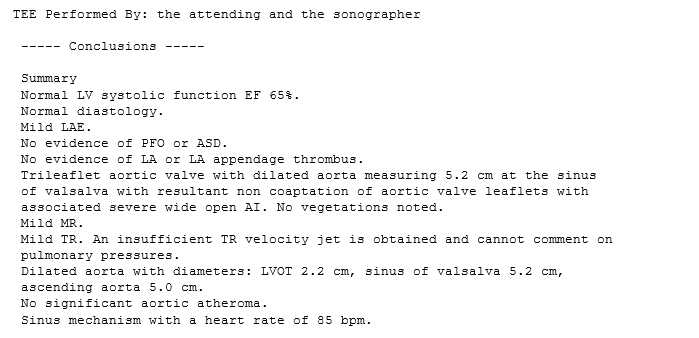 TEE Performed By: the attending and the sonographer
----- Conclusions -----
Summary
Normal LV systolic function EF 65%.
Normal diastology.
Mild LAE.
No evidence of PFO or ASD.
No evidence of LA or LA appendage thrombus.
Trileaflet aortic valve with dilated aorta measuring 5.2 cm at the sinus
of valsalva with resultant non coaptation of aortic valve leaflets with
associated severe wide open AI. No vegetations noted.
Mild MR.
Mild TR. An insufficient TR velocity jet is obtained and cannot comment on
pulmonary pressures.
Dilated aorta with diameters: LVOT 2.2 cm, sinus of valsalva 5.2 cm,
ascending aorta 5.0 cm.
No significant aortic atheroma.
Sinus mechanism with a heart rate of 85 bpm.